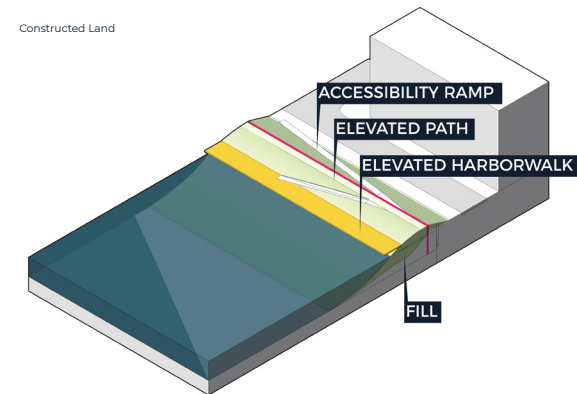 Constructed Land
ACCESSIBILITY RAMP
ELEVATED PATH
ELEVATED HARBORWALK
FILL